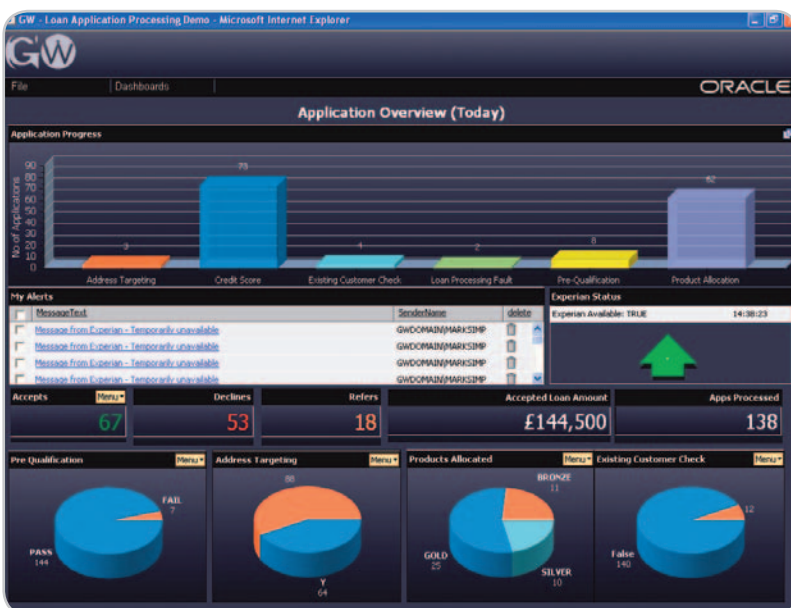 GW - Loan Application Processing Demo - Microsoft Internet Explorer
GW
File Dashboards ORACLE
Application Overview (Today)
Application Progress
No of Applications
90
80
70
60
50
40
30
20
10
0
3
4
2
8
62
Address Targeting Credit Score Existing Customer Check Loan Processing Fault Pre-Qualification Product Allocation
My Alerts
MessageText SenderName delete
Message from Experian - Temporarily unavailable GWDOMAIN\MARKSIMP
Message from Experian - Temporarily unavailable GWDOMAIN\MARKSIMP
Message from Experian - Temporarily unavailable GWDOMAIN\MARKSIMP
Message from Experian - Temporarily unavailable GWDOMAIN\MARKSIMP
Experian Status
Experian Available: TRUE 14:38:23
Accepts Menu
67
Declines
53
Refers
18
Accepted Loan Amount
£144,500
Apps Processed
138
Pre Qualification Menu
FAIL
7
PASS
144
Address Targeting Menu
88
Y
64
Products Allocated Menu
BRONZE
11
GOLD
25
SILVER
10
Existing Customer Check Menu
12
False
140